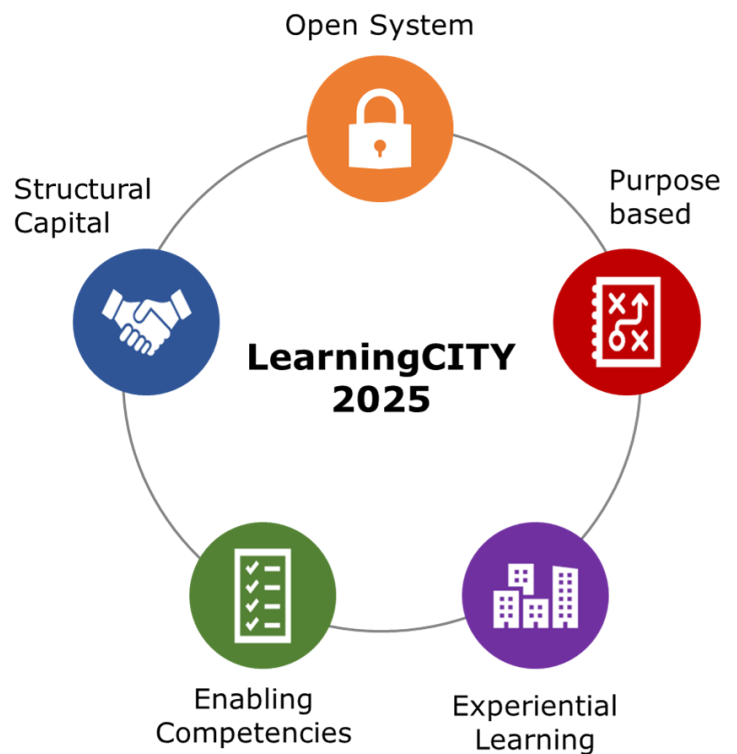 Open System
Structural
Capital
Purpose
based
LearningCITY
2025
Enabling
Competencies
Experiential
Learning